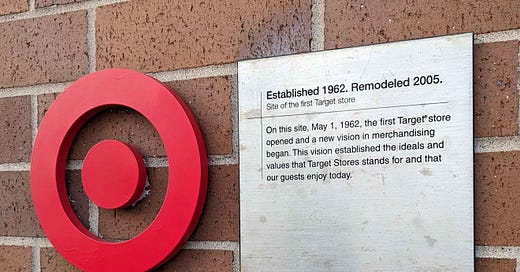 Established 1962. Remodeled 2005.
Site of the first Target store
On this site, May 1, 1962, the first Target® store
opened and a new vision in merchandising
began. This vision established the ideals and
values that Target Stores stands for and that
our guests enjoy today.